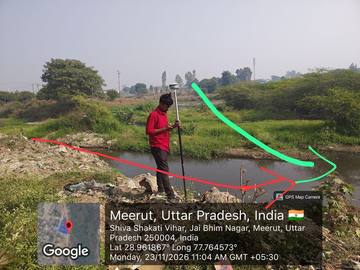 GPS Map Camera
Meerut, Uttar Pradesh, India 🇮🇳
Shiva Shakati Vihar, Jai Bhim Nagar, Meerut, Uttar
Pradesh 250004, India
Lat 28.961867° Long 77.764573°
Monday, 23/11/2026 11:04 AM GMT +05:30
Google